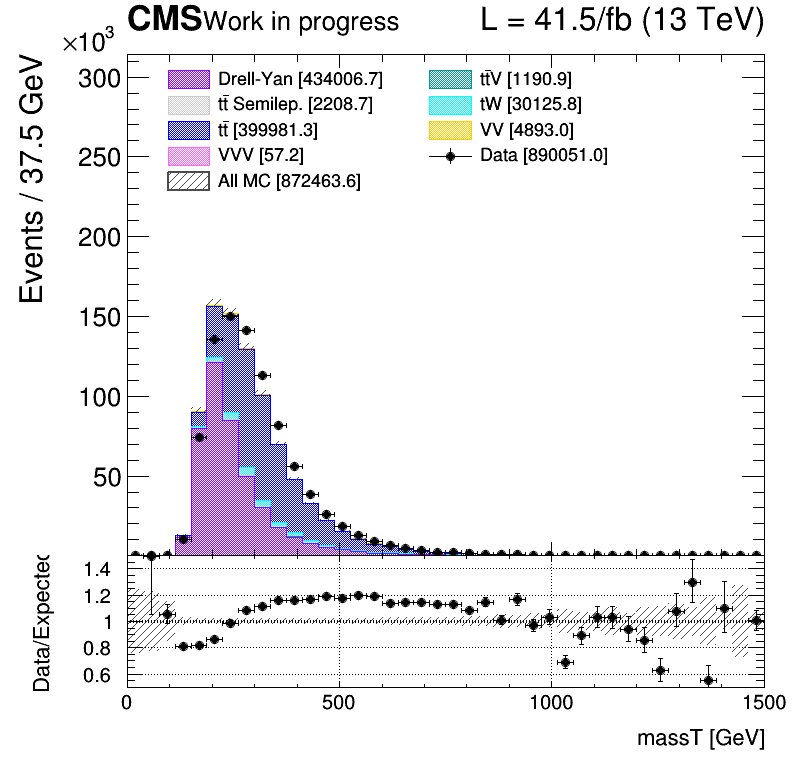 CMS Work in progress L = 41.5/fb (13 TeV)
×10³
Events / 37.5 GeV
300
250
200
150
100
50
Drell-Yan [434006.7]
tt̄ Semilep. [2208.7]
tt̄ [399981.3]
VVV [57.2]
All MC [872463.6]
tt̄V [1190.9]
tW [30125.8]
VV [4893.0]
Data [890051.0]
Data/Expected
1.4
1.2
1
0.8
0.6
0 500 1000 1500
massT [GeV]